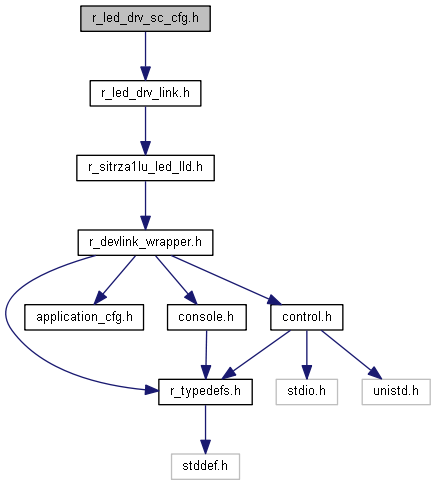 r_led_drv_sc_cfg.h
r_led_drv_link.h
r_sitrza1lu_led_lld.h
r_devlink_wrapper.h
application_cfg.h
console.h
control.h
r_typedefs.h
stdio.h
unistd.h
stddef.h